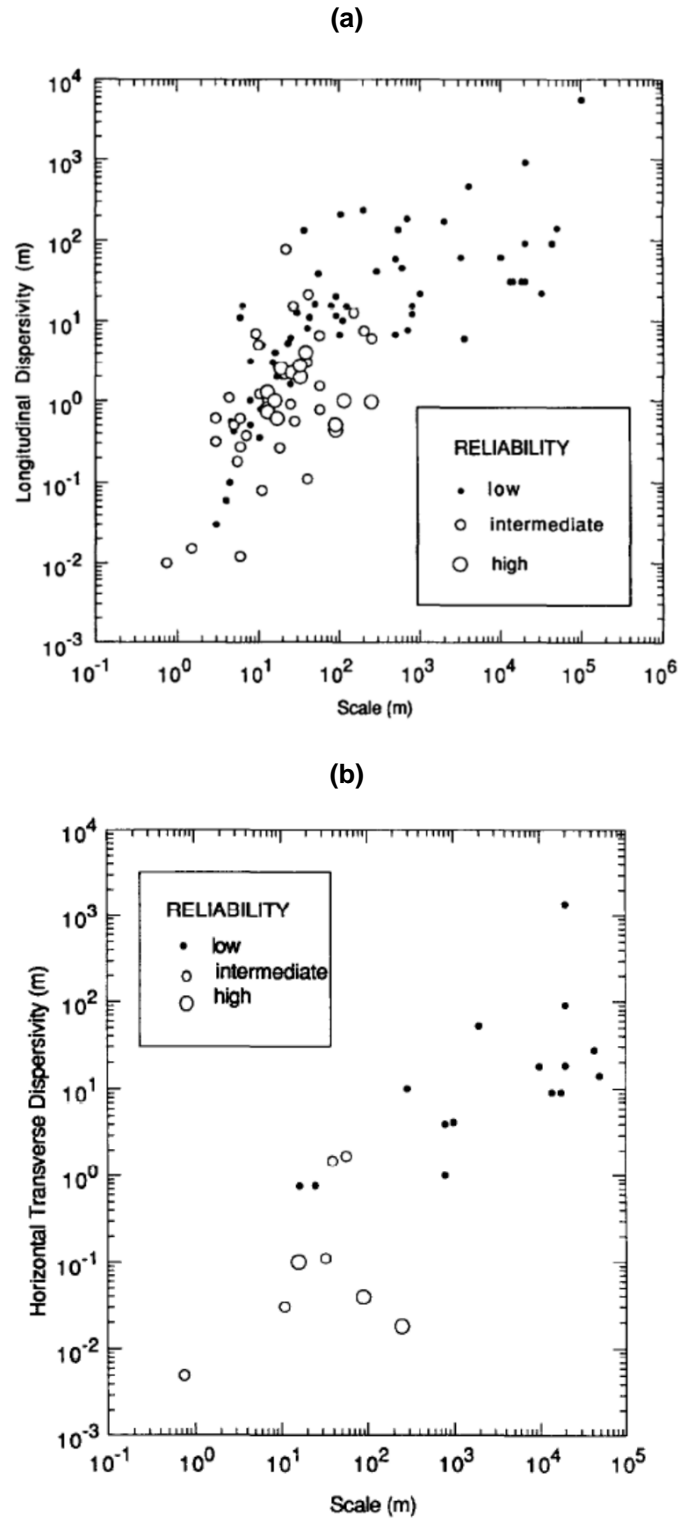 (a)
10^4
10^3
10^2
10^1
10^0
10^-1
10^-2
10^-3
Longitudinal Dispersivity (m)
RELIABILITY
low
intermediate
high
10^-1 10^0 10^1 10^2 10^3 10^4 10^5 10^6
Scale (m)
(b)
10^4
10^3
10^2
10^1
10^0
10^-1
10^-2
10^-3
Horizontal Transverse Dispersivity (m)
RELIABILITY
low
intermediate
high
10^-1 10^0 10^1 10^2 10^3 10^4 10^5
Scale (m)